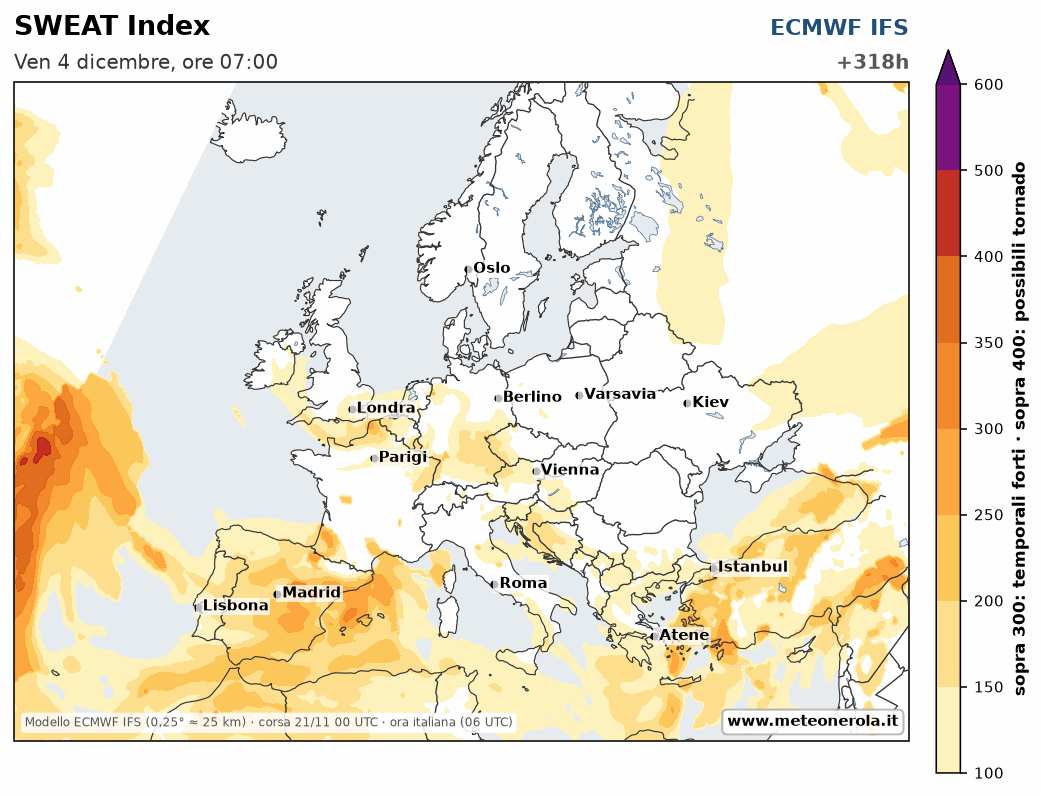 SWEAT Index
ECMWF IFS
Ven 4 dicembre, ore 07:00
+318h
600
500
400
350
300
250
200
150
100
sopra 300: temporali forti · sopra 400: possibili tornado
Oslo
Berlino
Varsavia
Londra
Kiev
Parigi
Vienna
Istanbul
Roma
Madrid
Lisbona
Atene
Modello ECMWF IFS (0,25° ≈ 25 km) · corsa 21/11 00 UTC · ora italiana (06 UTC)
www.meteonerola.it